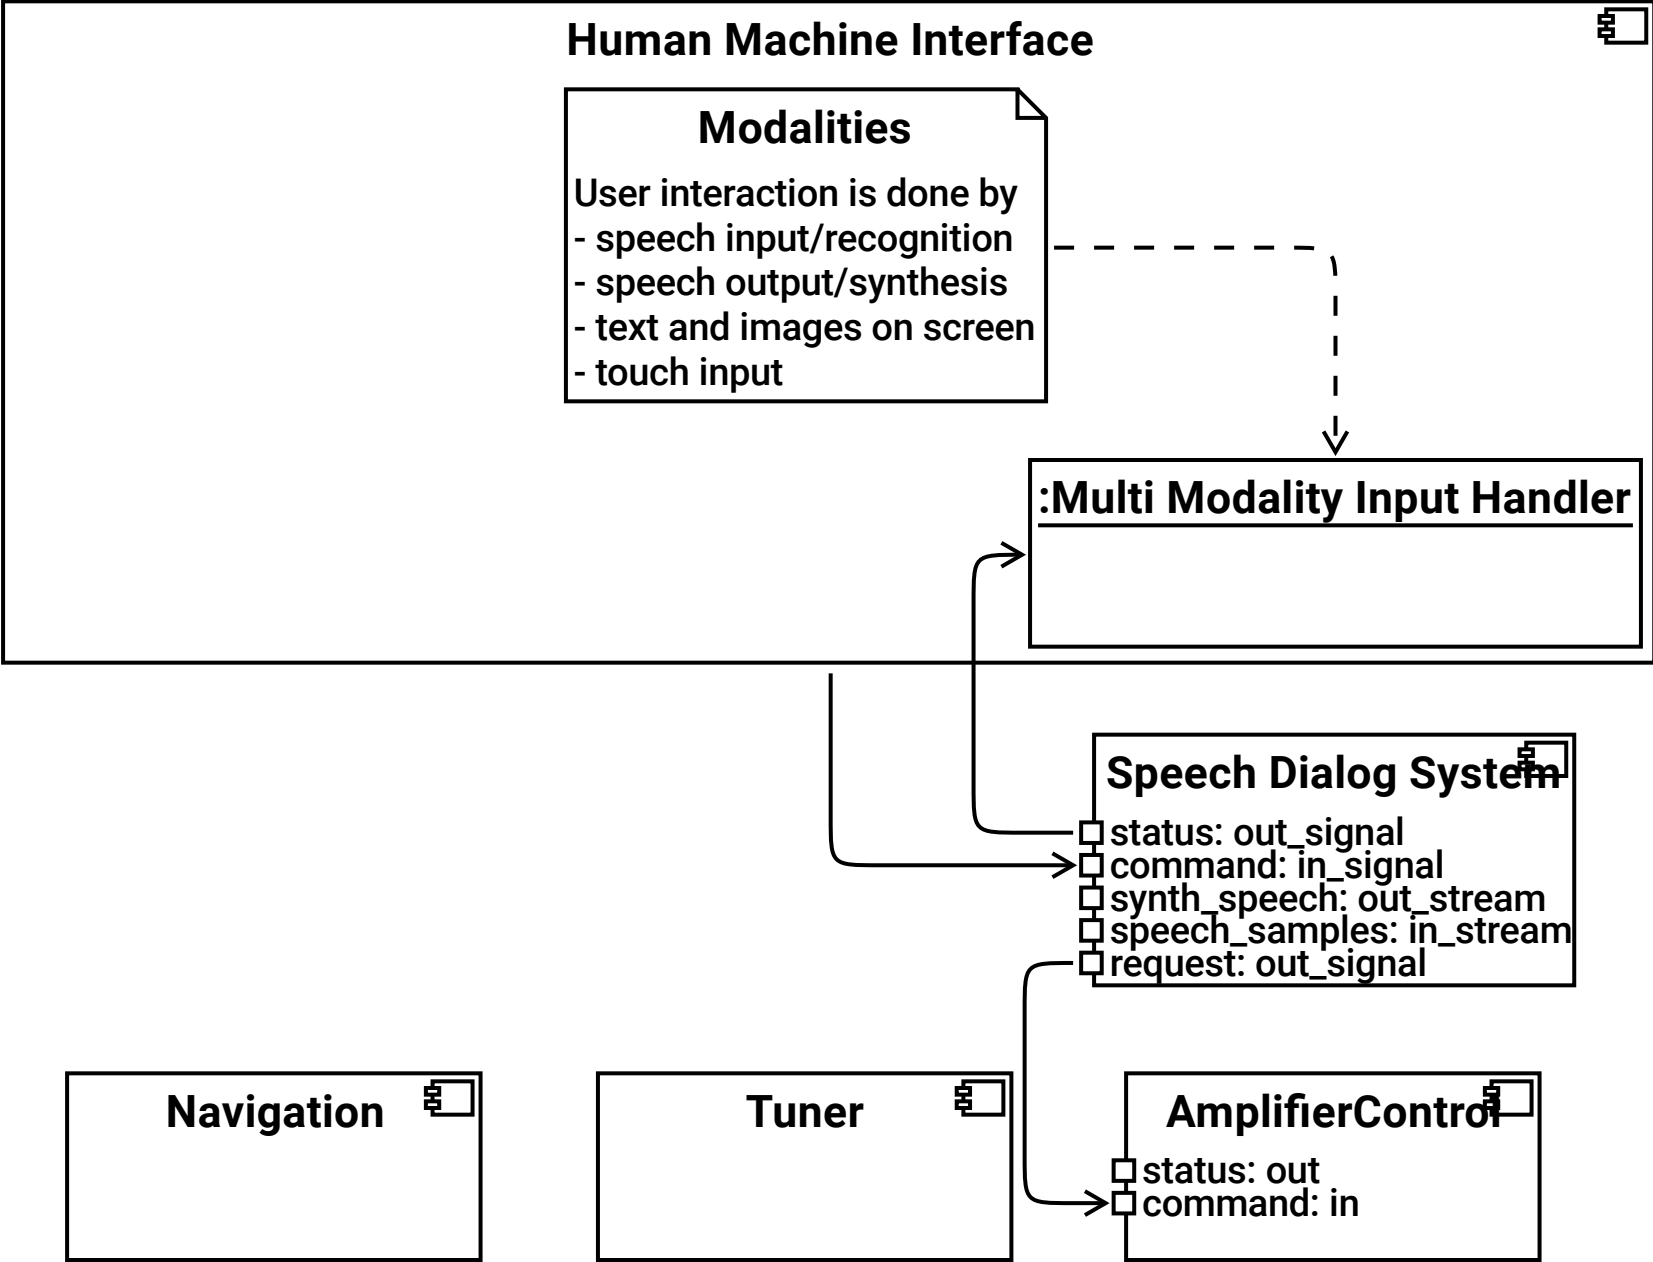 Human Machine Interface
Modalities
User interaction is done by
- speech input/recognition
- speech output/synthesis
- text and images on screen
- touch input
:Multi Modality Input Handler
Speech Dialog System
status: out_signal
command: in_signal
synth_speech: out_stream
speech_samples: in_stream
request: out_signal
Navigation
Tuner
AmplifierControl
status: out
command: in